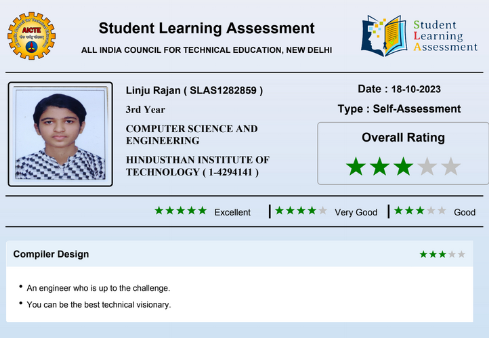 AICTE
Student Learning Assessment
ALL INDIA COUNCIL FOR TECHNICAL EDUCATION, NEW DELHI
Student
Learning
Assessment
Linju Rajan ( SLAS1282859 )
3rd Year
COMPUTER SCIENCE AND
ENGINEERING
HINDUSTHAN INSTITUTE OF
TECHNOLOGY ( 1-4294141 )
Date : 18-10-2023
Type : Self-Assessment
Overall Rating
Excellent
Very Good
Good
Compiler Design
An engineer who is up to the challenge.
You can be the best technical visionary.